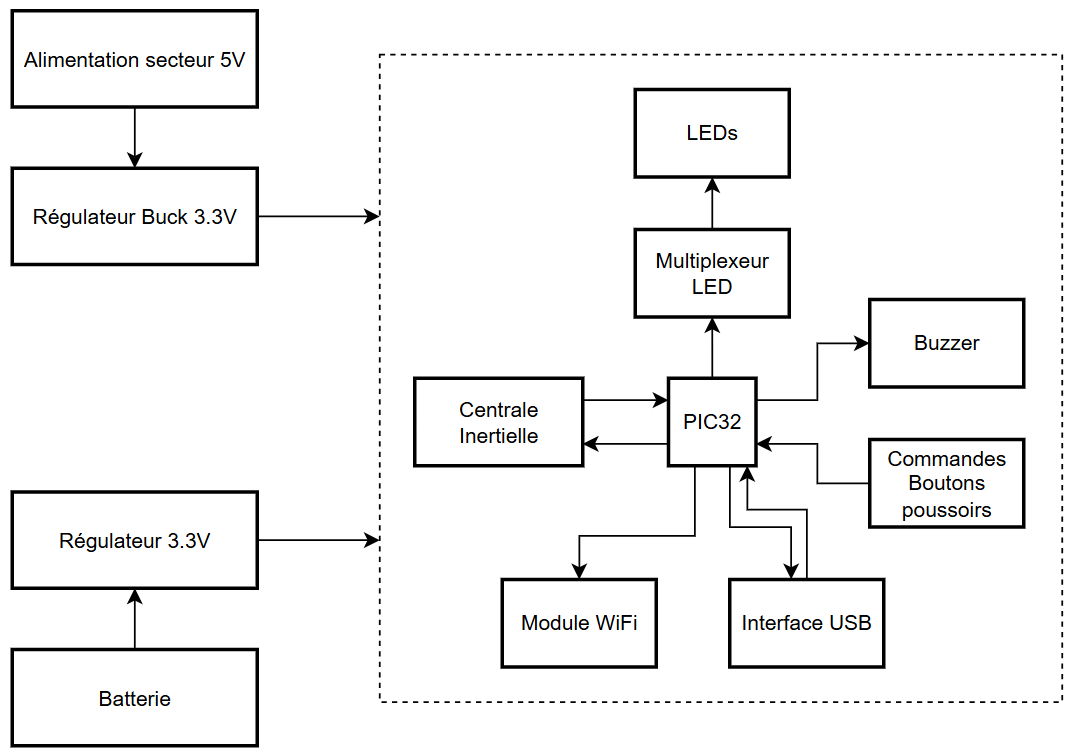 Alimentation secteur 5V
LEDs
Régulateur Buck 3.3V
Multiplexeur
LED
Buzzer
Centrale
Inertielle
PIC32
Commandes
Boutons
poussoirs
Régulateur 3.3V
Module WiFi
Interface USB
Batterie